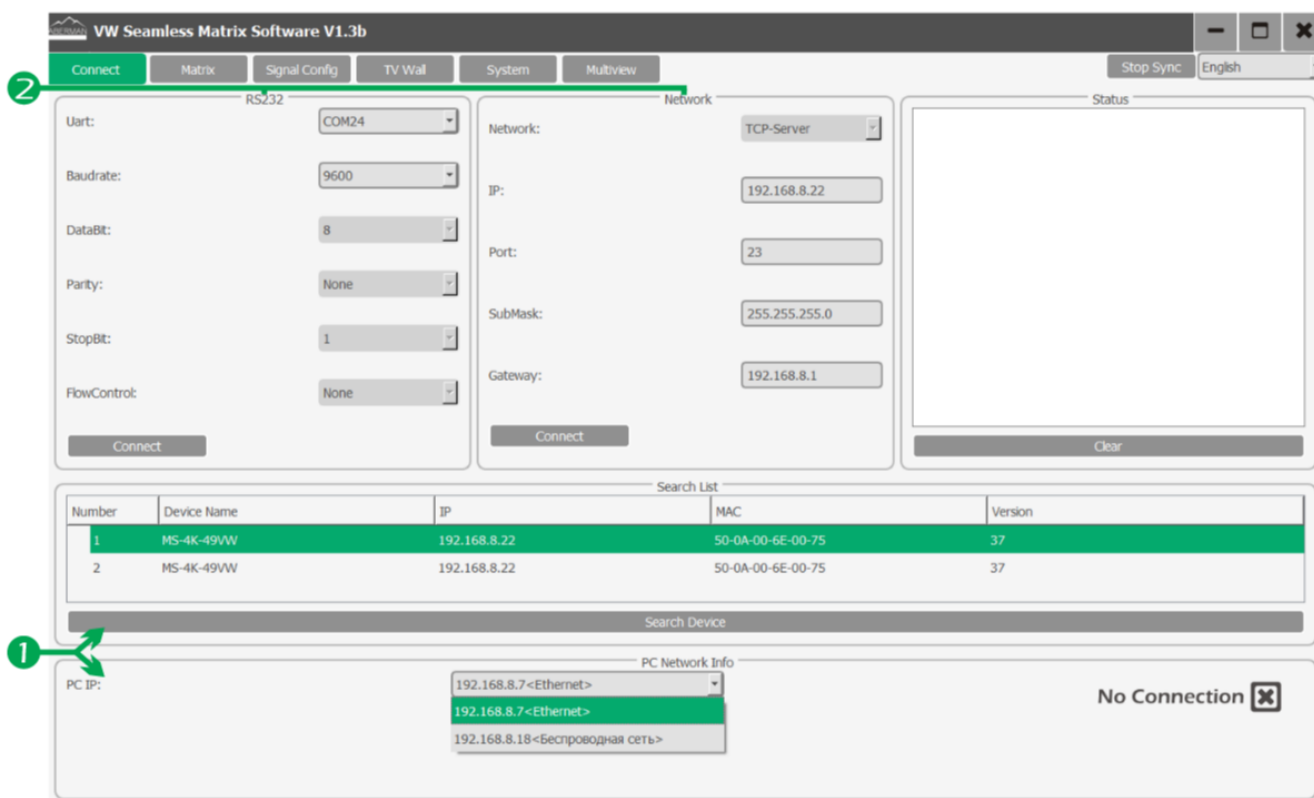 VW Seamless Matrix Software V1.3b
Connect Matrix Signal Config TV Wall System Multiview Stop Sync English
2
RS232
Uart: COM24
Baudrate: 9600
DataBit: 8
Parity: None
StopBit: 1
FlowControl: None
Connect
Network
Network: TCP-Server
IP: 192.168.8.22
Port: 23
SubMask: 255.255.255.0
Gateway: 192.168.8.1
Connect
Status
Clear
Search List
Number Device Name IP MAC Version
1 MS-4K-49VW 192.168.8.22 50-0A-00-6E-00-75 37
2 MS-4K-49VW 192.168.8.22 50-0A-00-6E-00-75 37
Search Device
1
PC Network Info
PC IP: 192.168.8.7<Ethernet>
192.168.8.7<Ethernet>
192.168.8.18<Беспроводная сеть>
No Connection